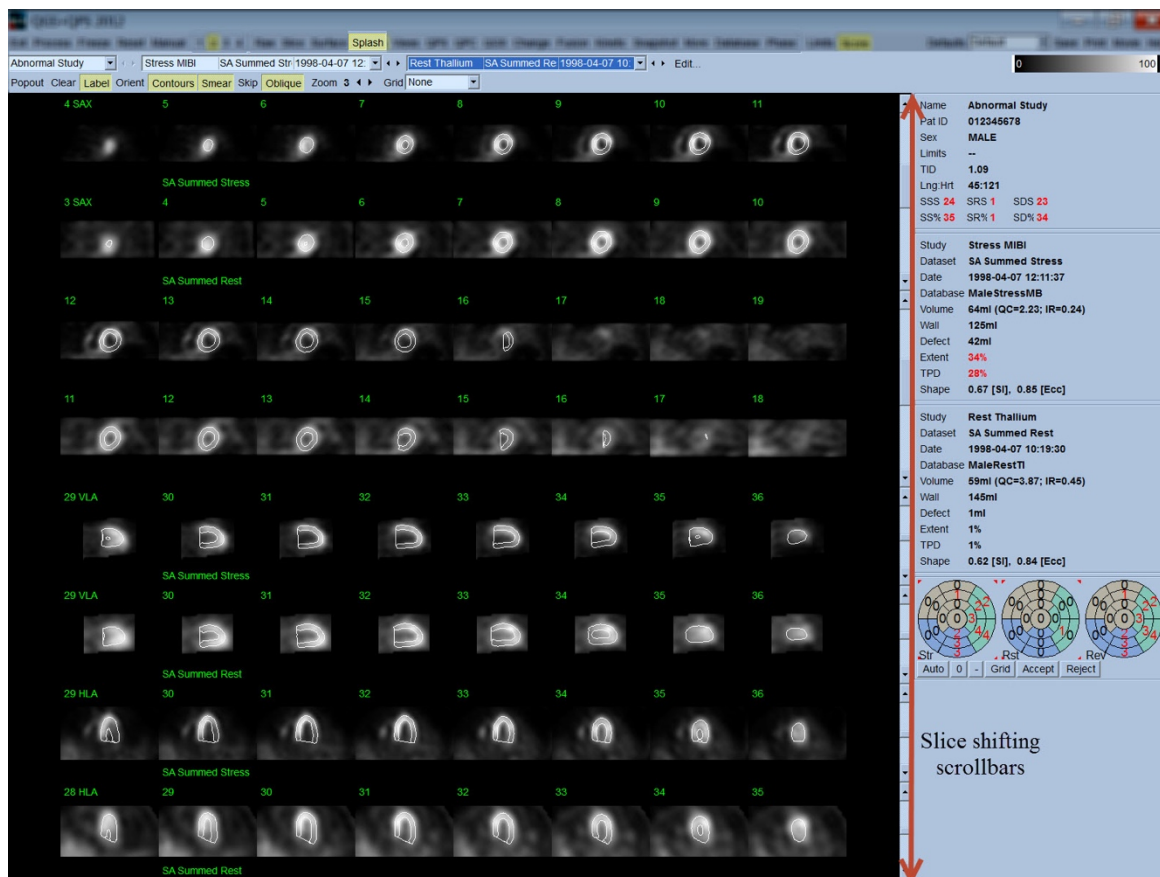 QGS+QPS 2012
Splash
Abnormal Study Stress MIBI SA Summed Str 1998-04-07 12: Rest Thallium SA Summed Re 1998-04-07 10: Edit...
Popout Clear Label Orient Contours Smear Skip Oblique Zoom 3 Grid None
0 100
4 SAX 5 6 7 8 9 10 11
SA Summed Stress
3 SAX 4 5 6 7 8 9 10
SA Summed Rest
12 13 14 15 16 17 18 19
11 12 13 14 15 16 17 18
29 VLA 30 31 32 33 34 35 36
SA Summed Stress
29 VLA 30 31 32 33 34 35 36
SA Summed Rest
29 HLA 30 31 32 33 34 35 36
SA Summed Stress
28 HLA 29 30 31 32 33 34 35
SA Summed Rest
Name Abnormal Study
Pat ID 012345678
Sex MALE
Limits --
TID 1.09
Lng:Hrt 45:121
SSS 24 SRS 1 SDS 23
SS% 35 SR% 1 SD% 34
Study Stress MIBI
Dataset SA Summed Stress
Date 1998-04-07 12:11:37
Database MaleStressMB
Volume 64ml (QC=2.23; IR=0.24)
Wall 125ml
Defect 42ml
Extent 34%
TPD 28%
Shape 0.67 [SI], 0.85 [Ecc]
Study Rest Thallium
Dataset SA Summed Rest
Date 1998-04-07 10:19:30
Database MaleRestTl
Volume 59ml (QC=3.87; IR=0.45)
Wall 145ml
Defect 1ml
Extent 1%
TPD 1%
Shape 0.62 [SI], 0.84 [Ecc]
Str Rst Rev
Auto 0 - Grid Accept Reject
Slice shifting
scrollbars